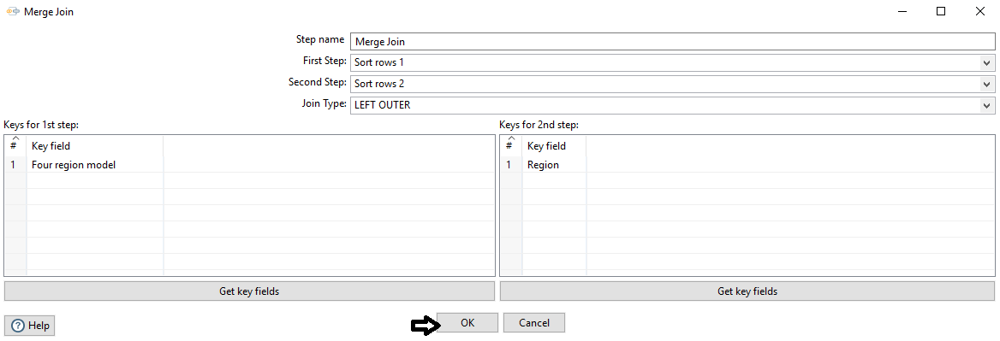 Merge Join
Step name Merge Join
First Step: Sort rows 1
Second Step: Sort rows 2
Join Type: LEFT OUTER
Keys for 1st step:
# Key field
1 Four region model
Get key fields
Keys for 2nd step:
# Key field
1 Region
Get key fields
? Help
OK
Cancel